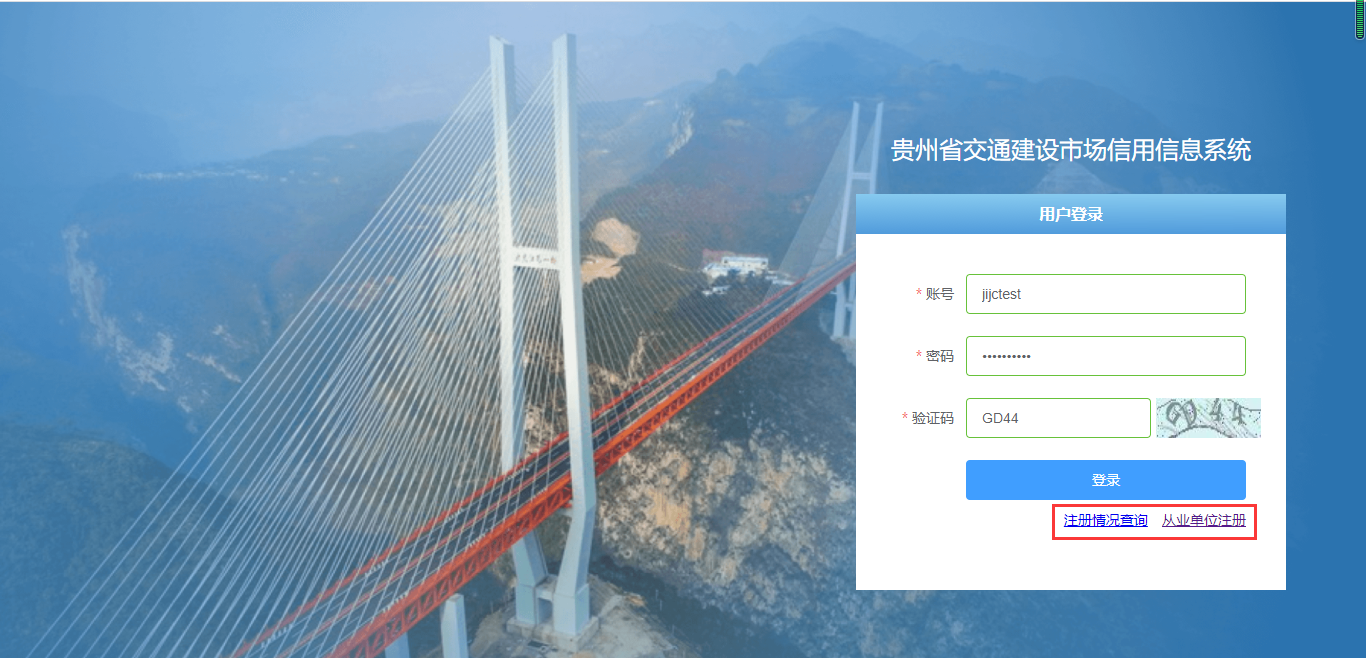 贵州省交通建设市场信用信息系统
用户登录
* 账号 jijctest
* 密码 ••••••••••
* 验证码 GD44 GD44
登录
注册情况查询 从业单位注册